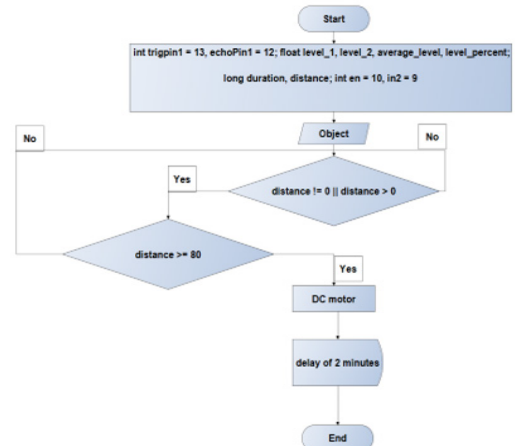 Start
int trigpin1 = 13, echoPin1 = 12; float level_1, level_2, average_level, level_percent;
long duration, distance; int en = 10, in2 = 9
No
Object
No
Yes
distance != 0 || distance > 0
distance >= 80
Yes
DC motor
delay of 2 minutes
End